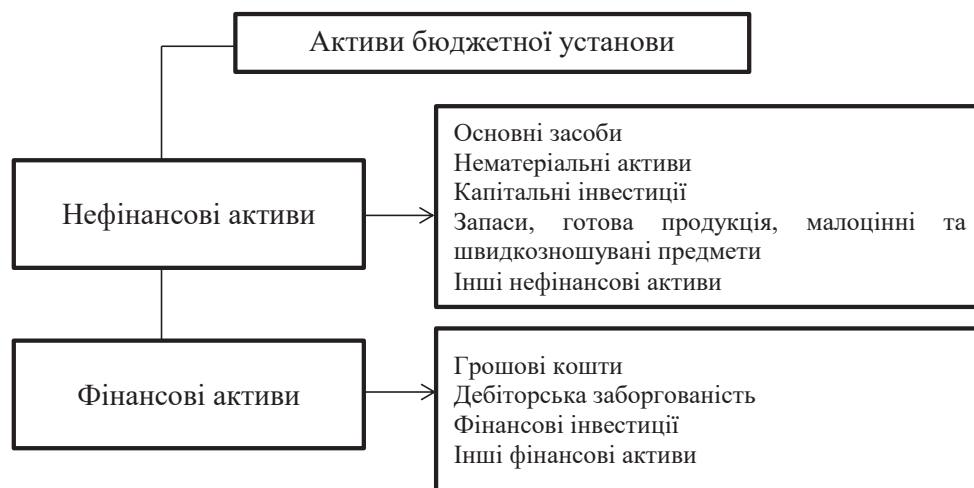 Активи бюджетної установи
Нефінансові активи
Основні засоби
Нематеріальні активи
Капітальні інвестиції
Запаси, готова продукція, малоцінні та
швидкозношувані предмети
Інші нефінансові активи
Фінансові активи
Грошові кошти
Дебіторська заборгованість
Фінансові інвестиції
Інші фінансові активи